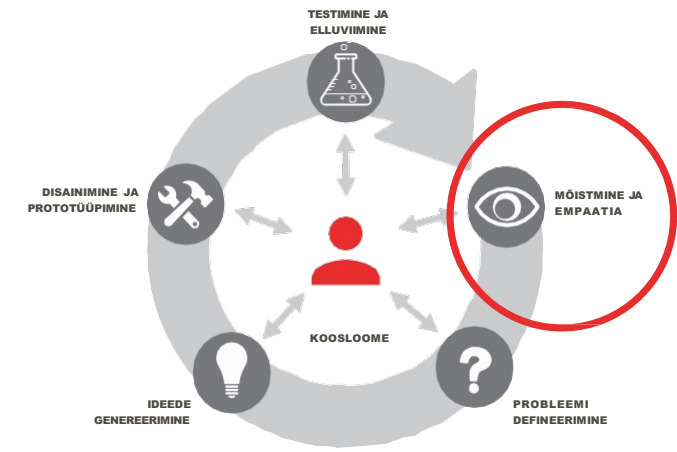 TESTIMINE JA
ELLUVIIMINE
MÕISTMINE JA
EMPAATIA
DISAINIMINE JA
PROTOTÜÜPIMINE
KOOSLOOME
IDEEDE
GENEREERIMINE
PROBLEEMI
DEFINEERIMINE